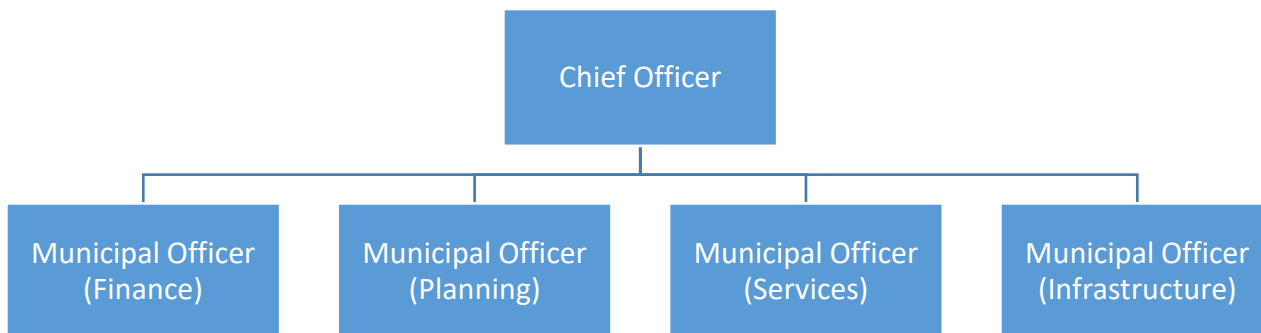 Chief Officer
Municipal Officer
(Finance)
Municipal Officer
(Planning)
Municipal Officer
(Services)
Municipal Officer
(Infrastructure)